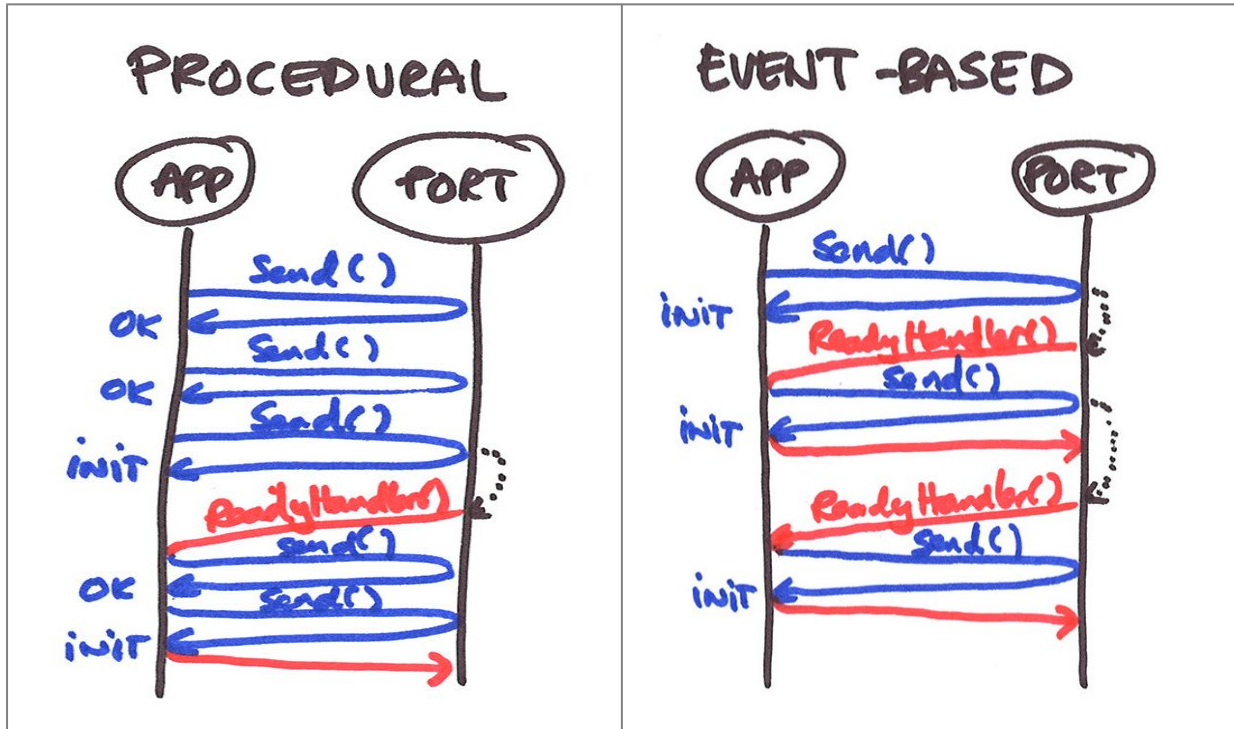 PROCEDURAL
APP
PORT
Send()
OK
Send()
OK
Send()
iNiT
ReadyHandler()
Send()
OK
Send()
iNiT
EVENT-BASED
APP
PORT
Send()
iNiT
ReadyHandler()
Send()
iNiT
ReadyHandler()
Send()
iNiT